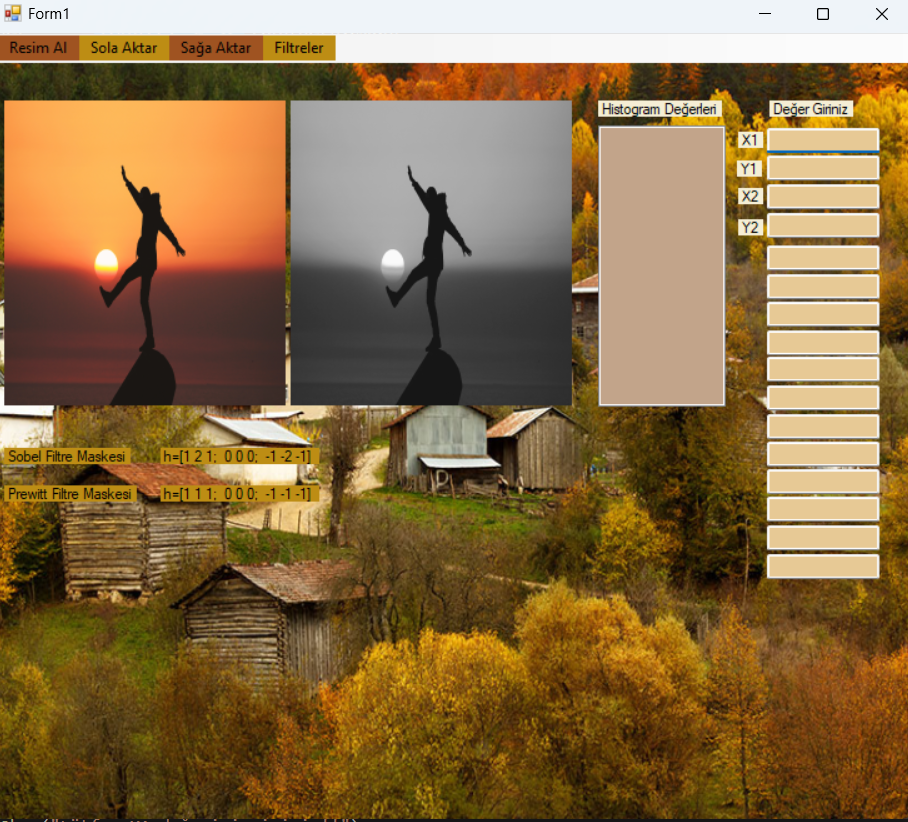 Form1
Resim Al Sola Aktar Sağa Aktar Filtreler
Histogram Değerleri Değer Giriniz
X1
Y1
X2
Y2
Sobel Filtre Maskesi h=[1 2 1; 0 0 0; -1 -2 -1]
Prewitt Filtre Maskesi h=[1 1 1; 0 0 0; -1 -1 -1]